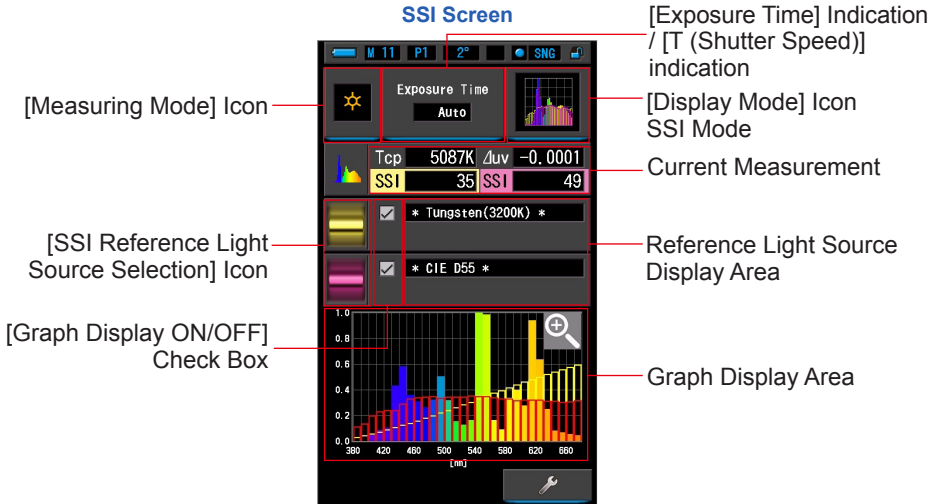 SSI Screen
[Exposure Time] Indication
/ [T (Shutter Speed)]
indication
M 11 P1 2° SNG
[Measuring Mode] Icon
Exposure Time
Auto
[Display Mode] Icon
SSI Mode
Tcp 5087K ⊿uv -0.0001
SSI 35 SSI 49
Current Measurement
[SSI Reference Light
Source Selection] Icon
* Tungsten(3200K) *
* CIE D55 *
Reference Light Source
Display Area
[Graph Display ON/OFF]
Check Box
1.0
0.8
0.6
0.4
0.2
0.0
380 420 460 500 540 580 620 660
[nm]
Graph Display Area